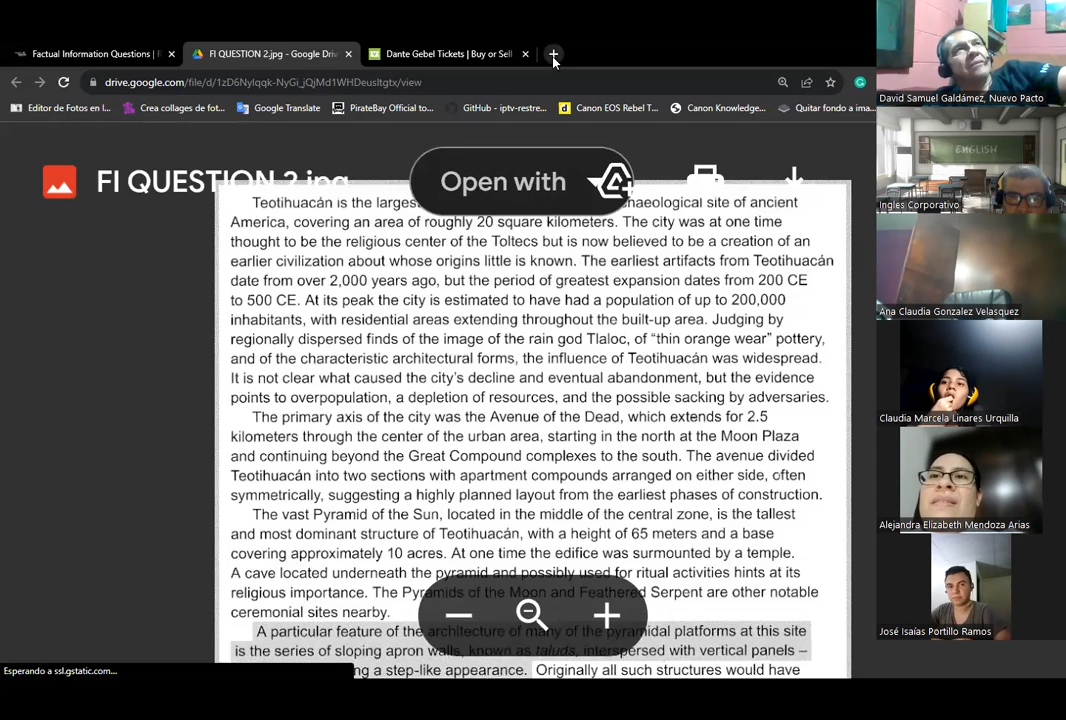 Factual Information Questions |
FI QUESTION 2.jpg - Google Driv
Dante Gebel Tickets | Buy or Sell
drive.google.com/file/d/1zD6Nylqqk-NyGi_jQjMd1WHDeusItgtx/view
Editor de Fotos en l...
Crea collages de fot...
Google Translate
PirateBay Official to...
GitHub - iptv-restre...
Canon EOS Rebel T...
Canon Knowledge...
Quitar fondo a ima...
FI QUESTION 2.jpg
Open with
Teotihuacán is the largest haeological site of ancient
America, covering an area of roughly 20 square kilometers. The city was at one time
thought to be the religious center of the Toltecs but is now believed to be a creation of an
earlier civilization about whose origins little is known. The earliest artifacts from Teotihuacán
date from over 2,000 years ago, but the period of greatest expansion dates from 200 CE
to 500 CE. At its peak the city is estimated to have had a population of up to 200,000
inhabitants, with residential areas extending throughout the built-up area. Judging by
regionally dispersed finds of the image of the rain god Tlaloc, of “thin orange wear” pottery,
and of the characteristic architectural forms, the influence of Teotihuacán was widespread.
It is not clear what caused the city's decline and eventual abandonment, but the evidence
points to overpopulation, a depletion of resources, and the possible sacking by adversaries.
The primary axis of the city was the Avenue of the Dead, which extends for 2.5
kilometers through the center of the urban area, starting in the north at the Moon Plaza
and continuing beyond the Great Compound complexes to the south. The avenue divided
Teotihuacán into two sections with apartment compounds arranged on either side, often
symmetrically, suggesting a highly planned layout from the earliest phases of construction.
The vast Pyramid of the Sun, located in the middle of the central zone, is the tallest
and most dominant structure of Teotihuacán, with a height of 65 meters and a base
covering approximately 10 acres. At one time the edifice was surmounted by a temple.
A cave located underneath the pyramid and possibly used for ritual activities hints at its
religious importance. The Pyramids of the Moon and Feathered Serpent are other notable
ceremonial sites nearby.
A particular feature of the architecture of many of the pyramidal platforms at this site
is the series of sloping apron walls, known as taluds, interspersed with vertical panels –
ng a step-like appearance. Originally all such structures would have
Esperando a ssl.gstatic.com...
David Samuel Galdámez, Nuevo Pacto
ENGLISH
Ingles Corporativo
Ana Claudia Gonzalez Velasquez
Claudia Marcela Linares Urquilla
Alejandra Elizabeth Mendoza Arias
José Isaías Portillo Ramos